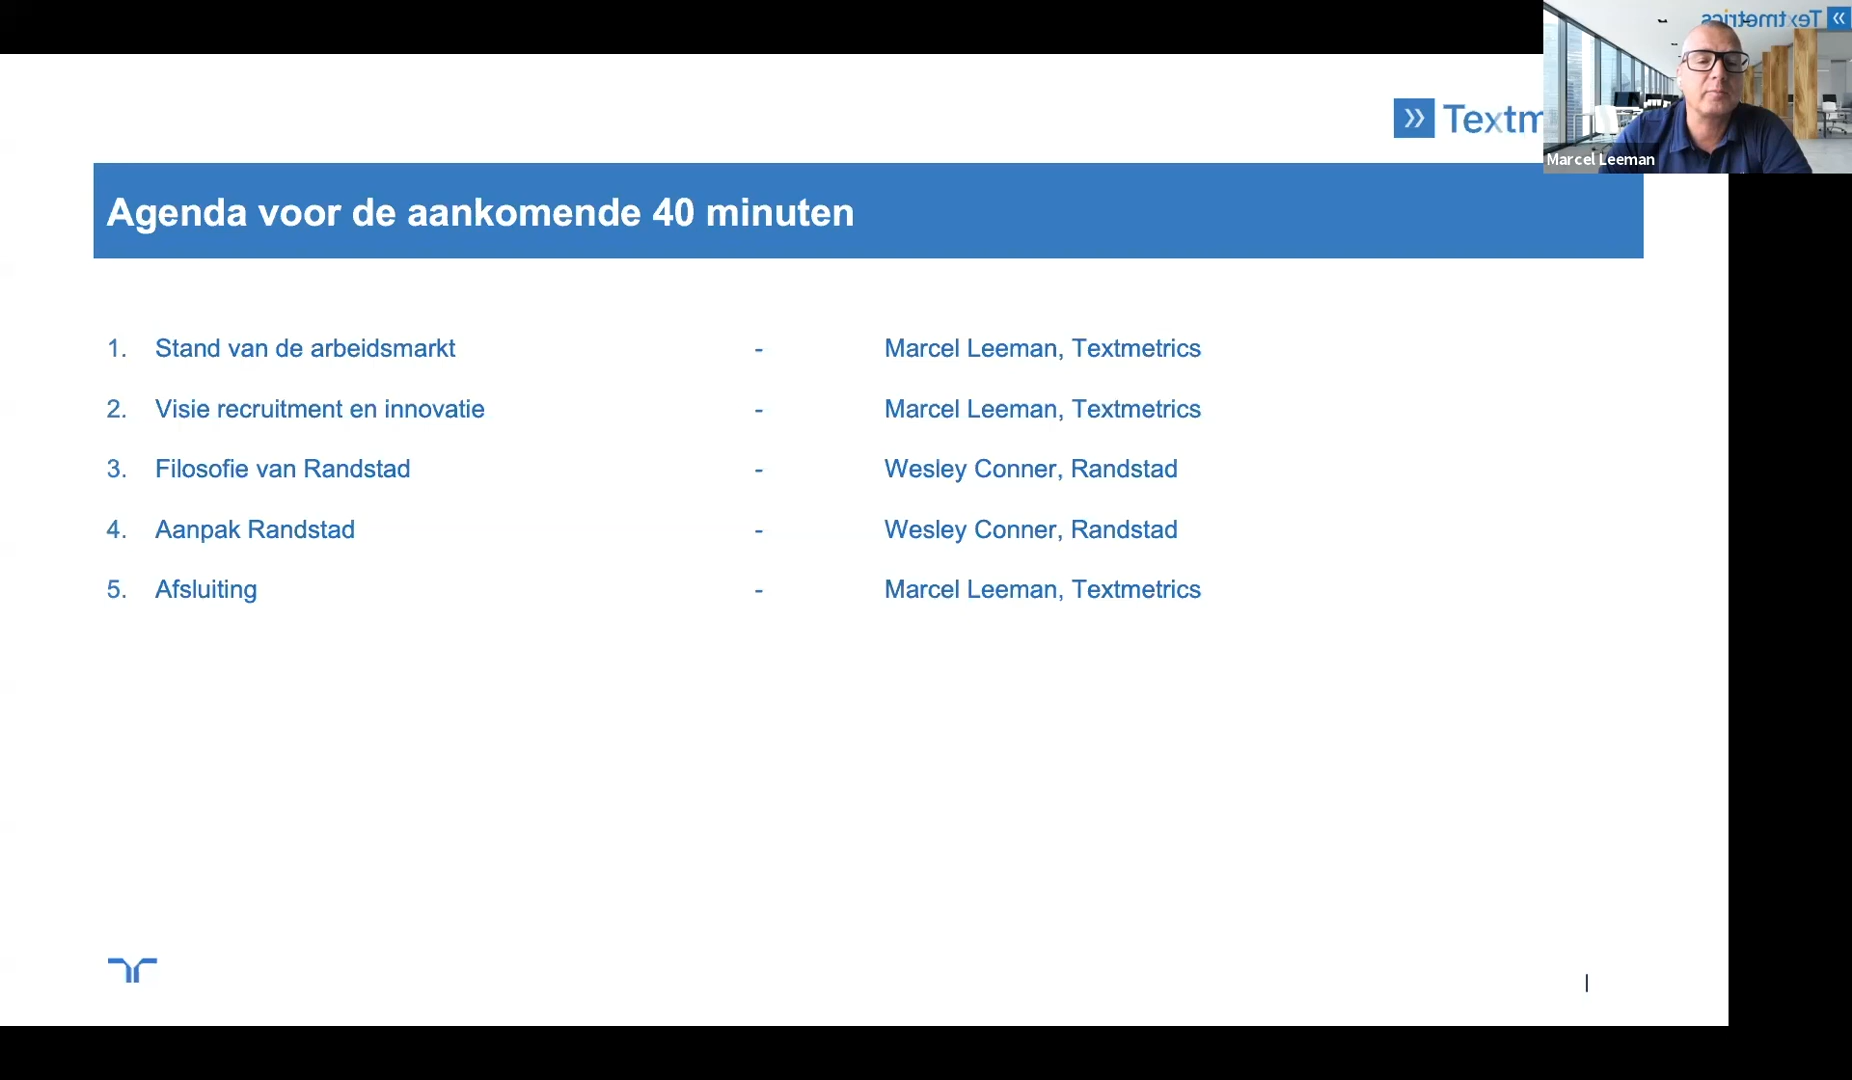 Textmetrics
Textm
Marcel Leeman
Agenda voor de aankomende 40 minuten
1. Stand van de arbeidsmarkt - Marcel Leeman, Textmetrics
2. Visie recruitment en innovatie - Marcel Leeman, Textmetrics
3. Filosofie van Randstad - Wesley Conner, Randstad
4. Aanpak Randstad - Wesley Conner, Randstad
5. Afsluiting - Marcel Leeman, Textmetrics
|